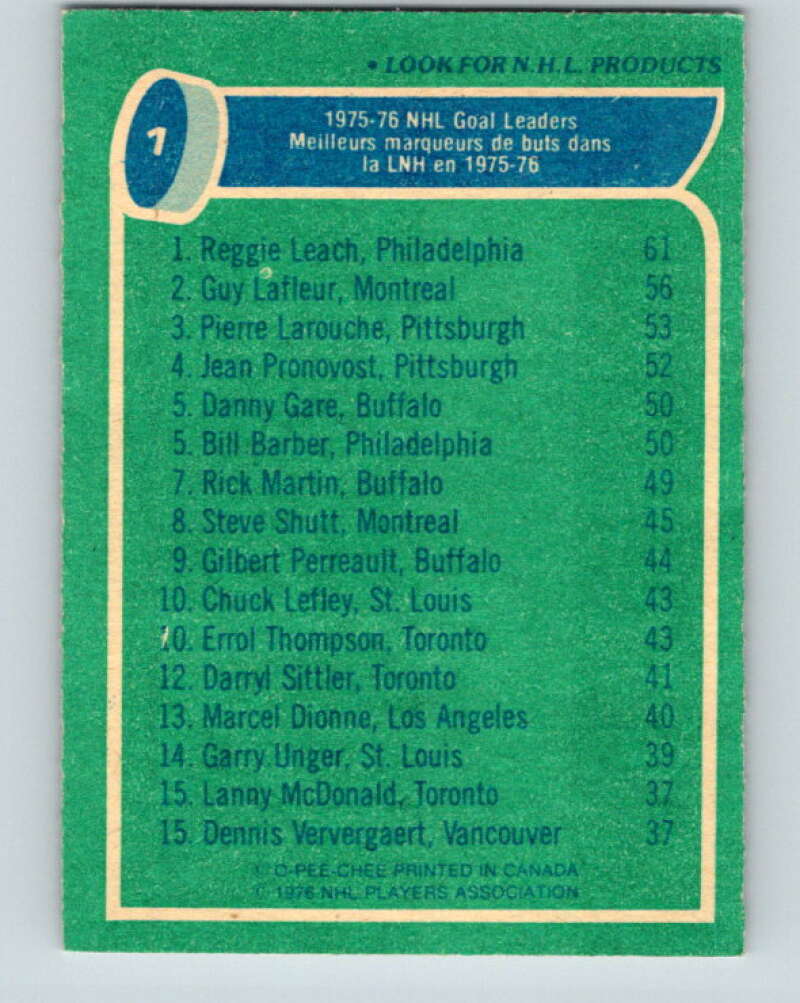 • LOOK FOR N.H.L. PRODUCTS
1
1975-76 NHL Goal Leaders
Meilleurs marqueurs de buts dans
la LNH en 1975-76
1. Reggie Leach, Philadelphia 61
2. Guy Lafleur, Montreal 56
3. Pierre Larouche, Pittsburgh 53
4. Jean Pronovost, Pittsburgh 52
5. Danny Gare, Buffalo 50
5. Bill Barber, Philadelphia 50
7. Rick Martin, Buffalo 49
8. Steve Shutt, Montreal 45
9. Gilbert Perreault, Buffalo 44
10. Chuck Lefley, St. Louis 43
10. Errol Thompson, Toronto 43
12. Darryl Sittler, Toronto 41
13. Marcel Dionne, Los Angeles 40
14. Garry Unger, St. Louis 39
15. Lanny McDonald, Toronto 37
15. Dennis Ververgaert, Vancouver 37
© O-PEE-CHEE PRINTED IN CANADA
© 1976 NHL PLAYERS ASSOCIATION